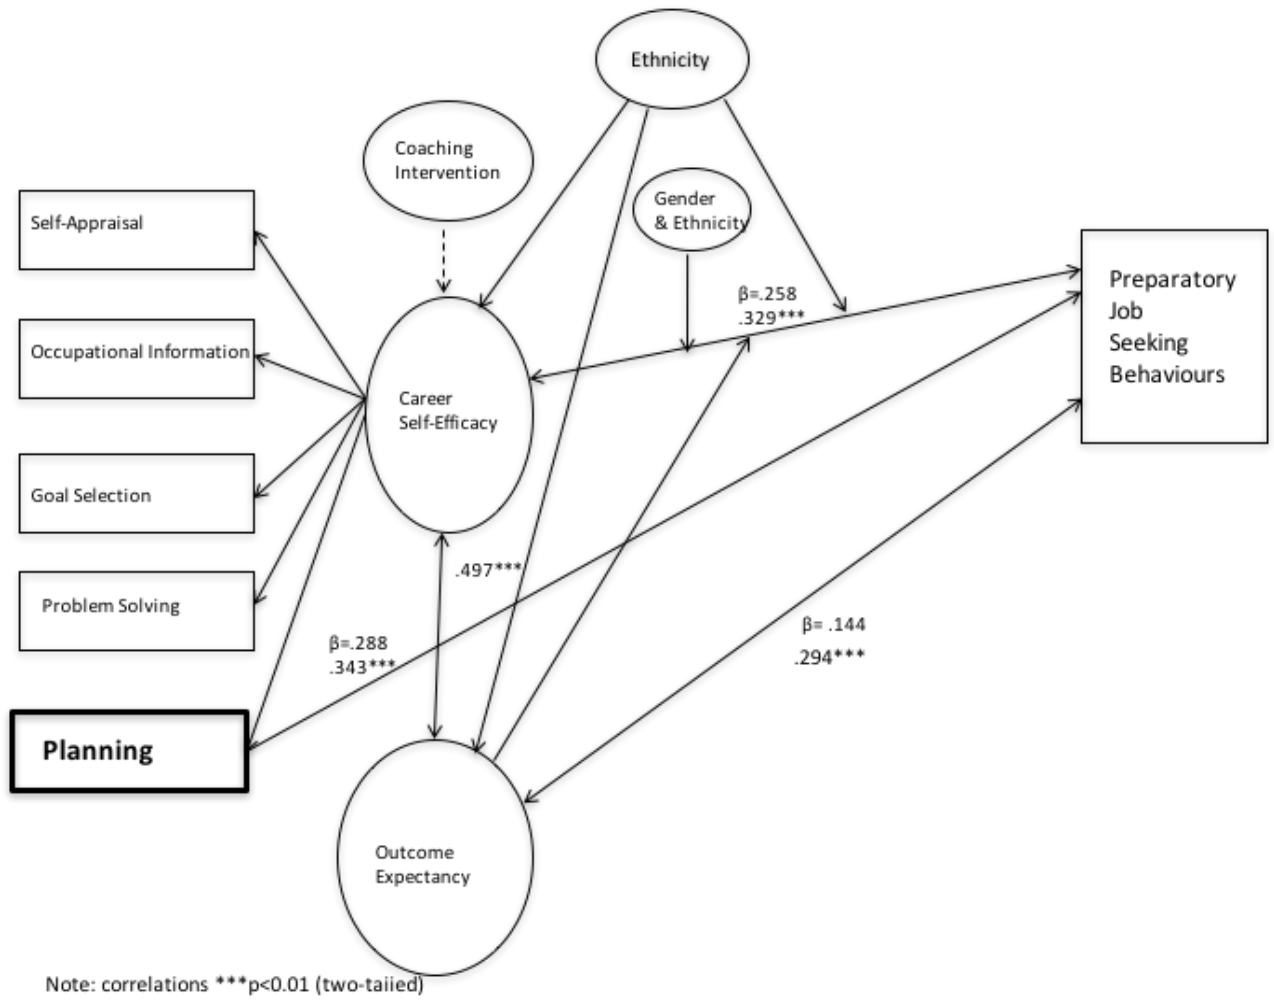 Ethnicity
Coaching
Intervention
Gender
& Ethnicity
Self-Appraisal
Preparatory
Job
Seeking
Behaviours
β=.258
.329***
Occupational Information
Career
Self-Efficacy
Goal Selection
.497***
Problem Solving
β=.288
.343***
β= .144
.294***
Planning
Outcome
Expectancy
Note: correlations ***p<0.01 (two-taiied)